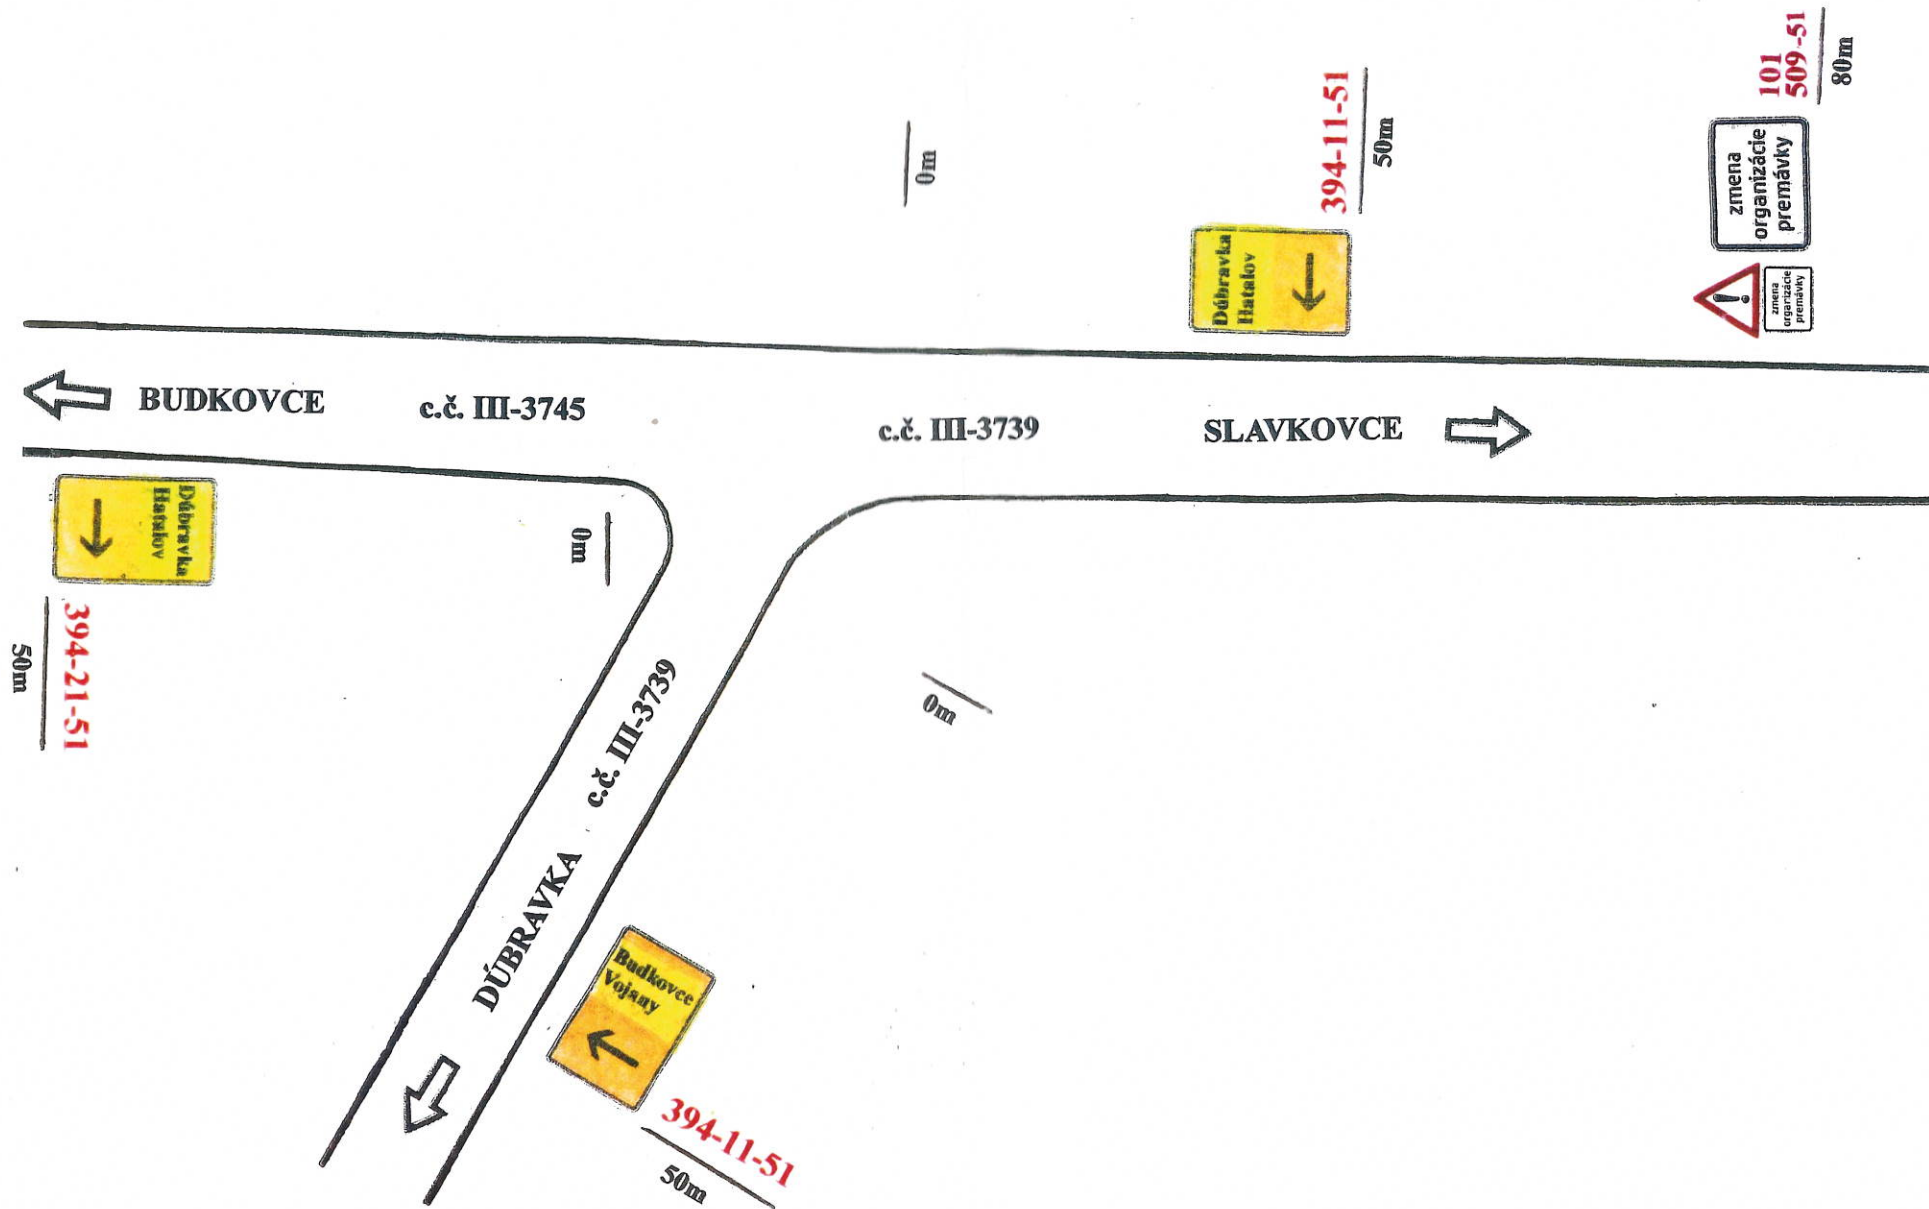 101
509-51
80m
zmena
organizácie
premávky
zmena
organizácie
premávky
394-11-51
50m
Dúbravka
Hatalov
0m
BUDKOVCE
c.č. III-3745
c.č. III-3739
SLAVKOVCE
Dúbravka
Hatalov
394-21-51
50m
0m
0m
c.č. III-3739
DÚBRAVKA
Budkovce
Vojany
394-11-51
50m